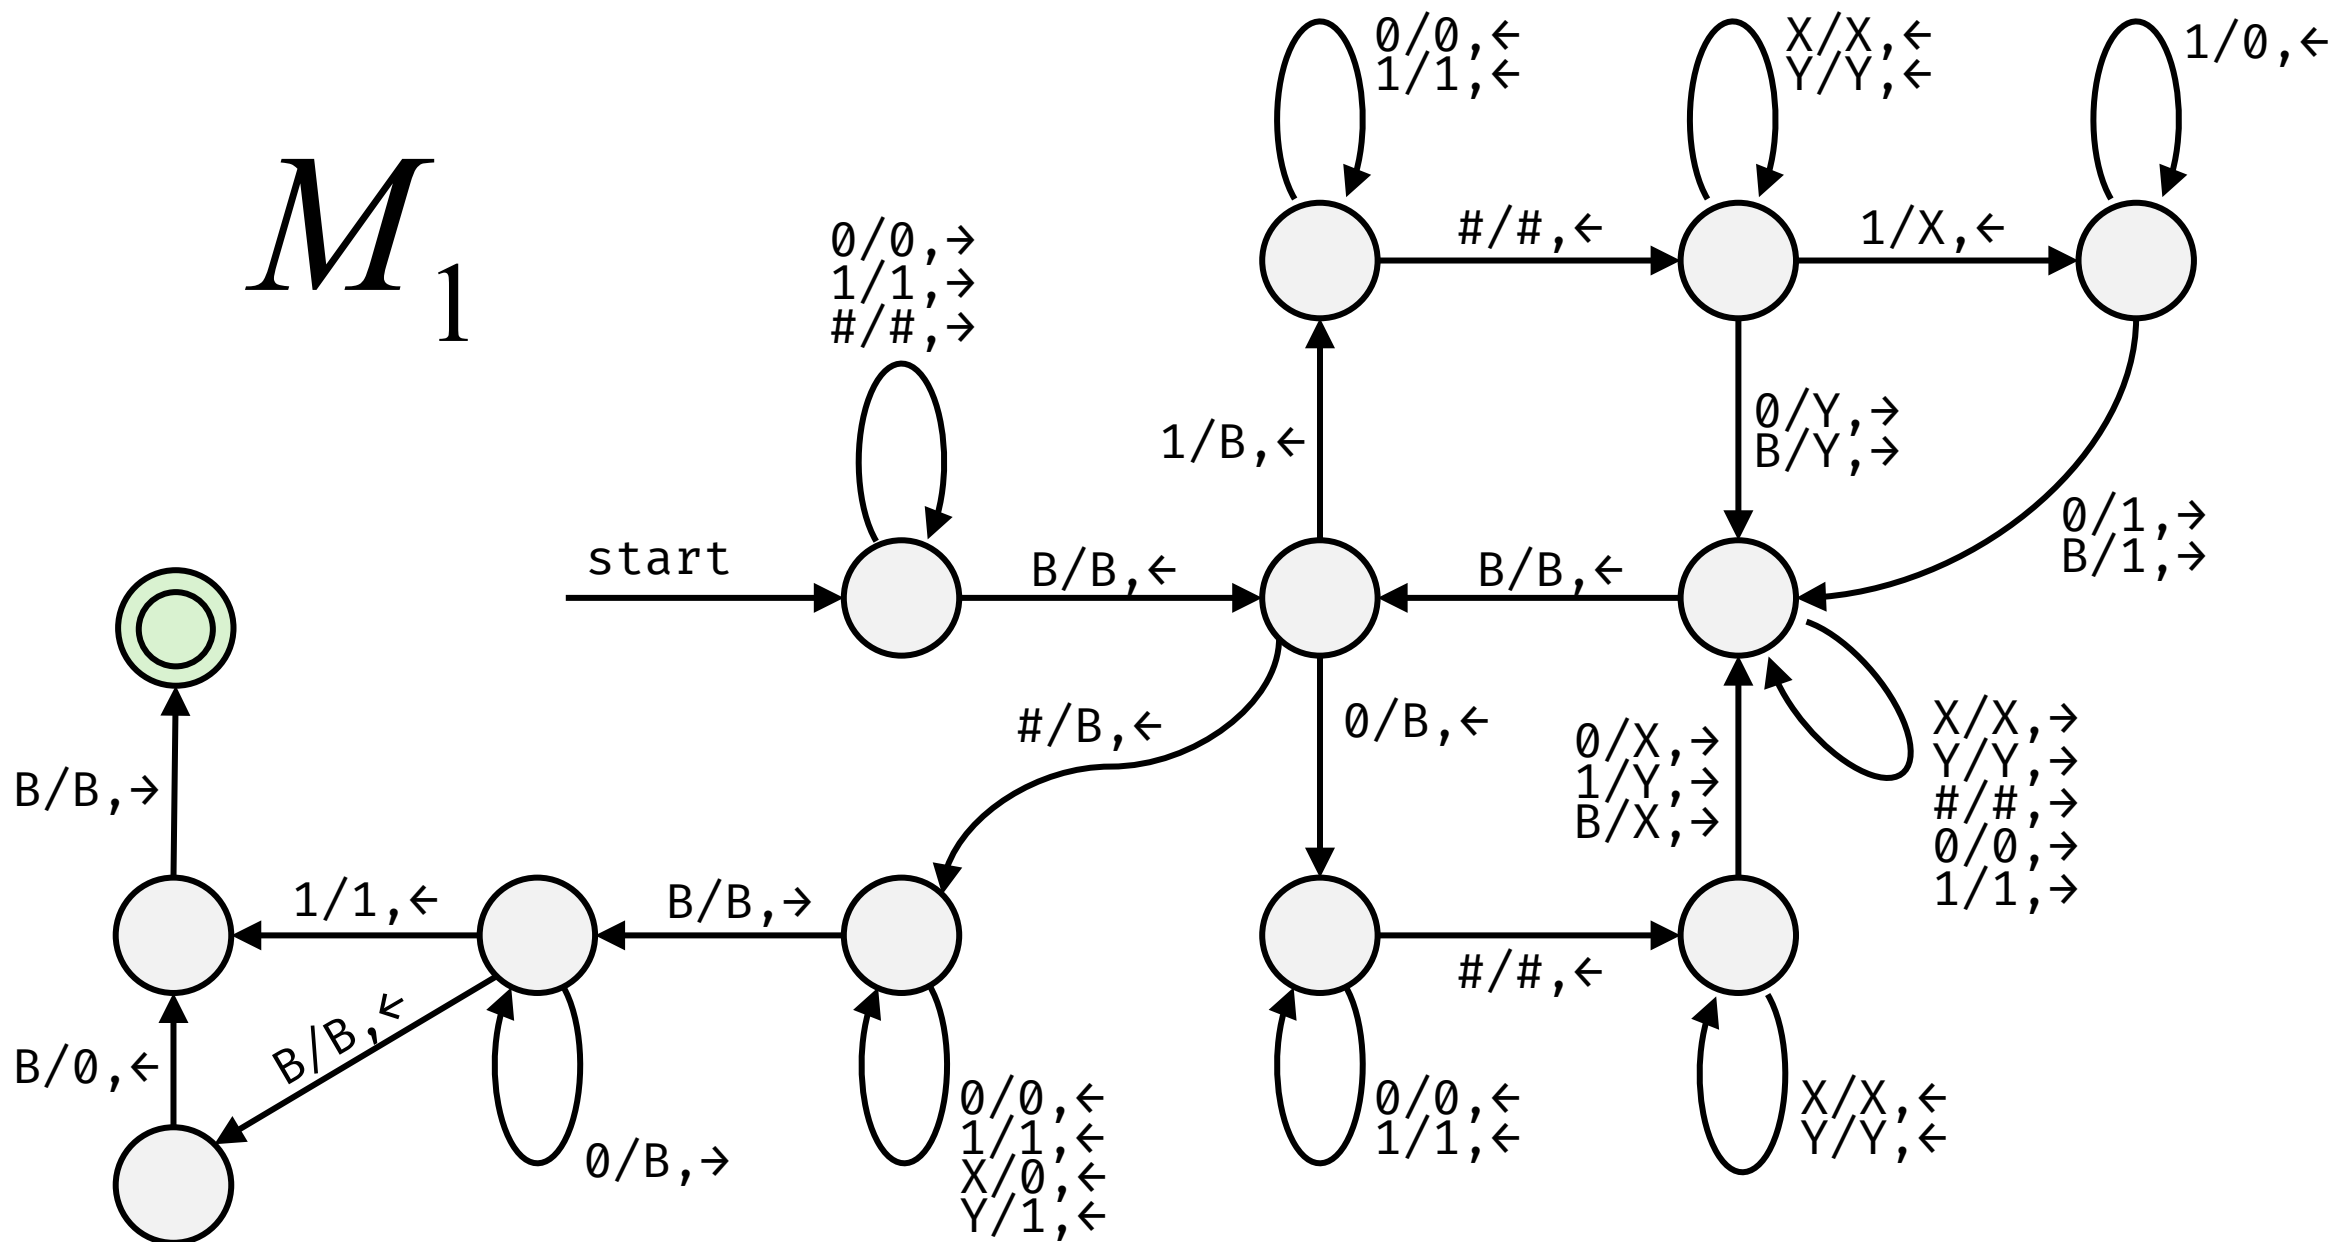 0/0,←
1/1,←
X/X,←
Y/Y,←
1/0,←
M1
0/0,→
1/1,→
#/#,→
#/#,←
1/X,←
1/B,←
0/Y,→
B/Y,→
0/1,→
B/1,→
start
B/B,←
B/B,←
#/B,←
0/B,←
0/X,→
1/Y,→
B/X,→
X/X,→
Y/Y,→
#/#,→
0/0,→
1/1,→
B/B,→
1/1,←
B/B,→
#/#,←
B/0,←
B/B,←
0/B,→
0/0,←
1/1,←
X/0,←
Y/1,←
0/0,←
1/1,←
X/X,←
Y/Y,←